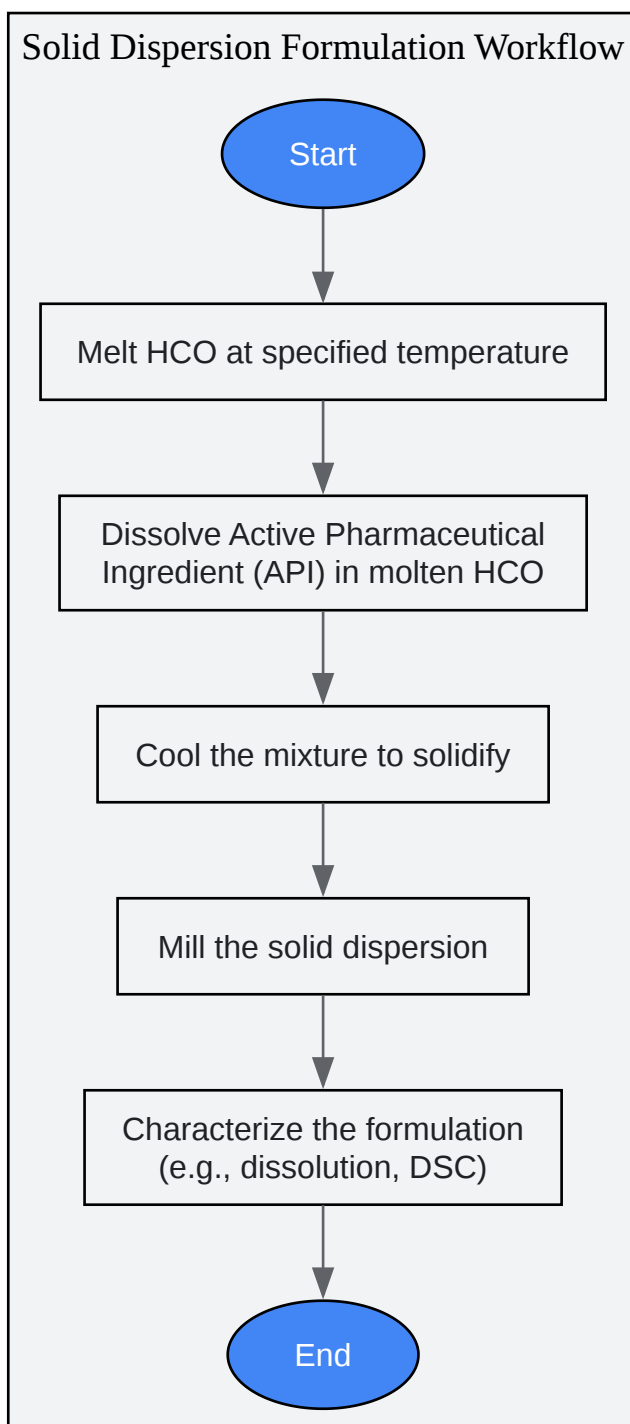 Solid Dispersion Formulation Workflow
Start
Melt HCO at specified temperature
Dissolve Active Pharmaceutical
Ingredient (API) in molten HCO
Cool the mixture to solidify
Mill the solid dispersion
Characterize the formulation
(e.g., dissolution, DSC)
End